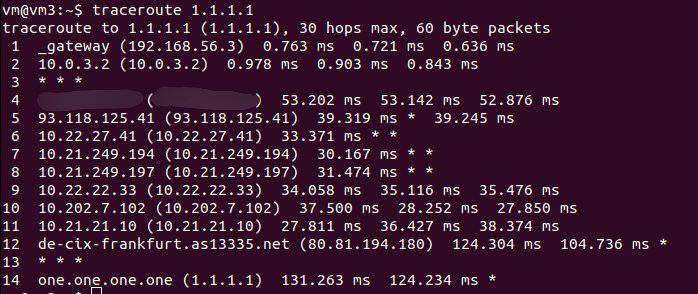 vm@vm3:~$ traceroute 1.1.1.1
traceroute to 1.1.1.1 (1.1.1.1), 30 hops max, 60 byte packets
1 _gateway (192.168.56.3) 0.763 ms 0.721 ms 0.636 ms
2 10.0.3.2 (10.0.3.2) 0.978 ms 0.903 ms 0.843 ms
3 * * *
4 ( ) 53.202 ms 53.142 ms 52.876 ms
5 93.118.125.41 (93.118.125.41) 39.319 ms * 39.245 ms
6 10.22.27.41 (10.22.27.41) 33.371 ms * *
7 10.21.249.194 (10.21.249.194) 30.167 ms * *
8 10.21.249.197 (10.21.249.197) 31.474 ms * *
9 10.22.22.33 (10.22.22.33) 34.058 ms 35.116 ms 35.476 ms
10 10.202.7.102 (10.202.7.102) 37.500 ms 28.252 ms 27.850 ms
11 10.21.21.10 (10.21.21.10) 27.811 ms 36.427 ms 38.374 ms
12 de-cix-frankfurt.as13335.net (80.81.194.180) 124.304 ms 104.736 ms *
13 * * *
14 one.one.one.one (1.1.1.1) 131.263 ms 124.234 ms *